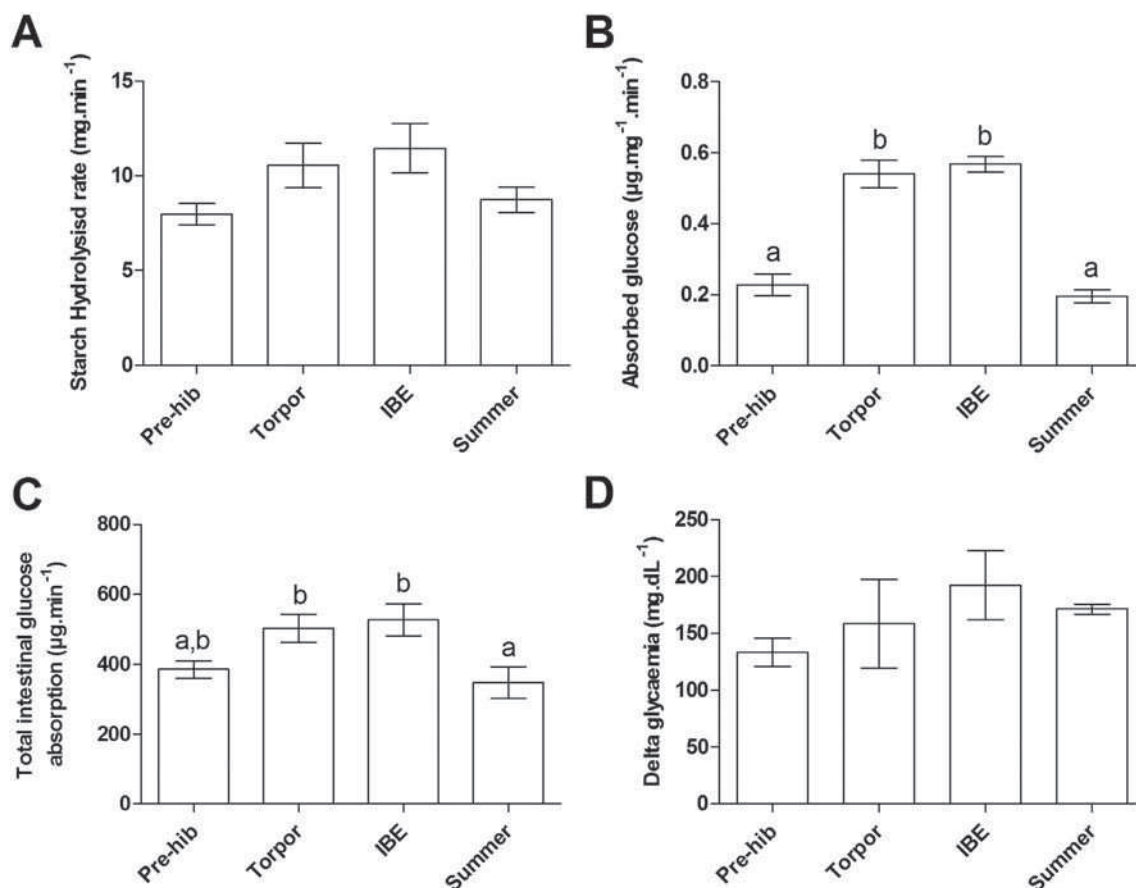 A
Starch Hydrolysisd rate (mg.min⁻¹)
15
10
5
0
Pre-hib
Torpor
IBE
Summer
B
Absorbed glucose (µg.mg⁻¹.min⁻¹)
0.8
0.6
0.4
0.2
0.0
a
b
b
a
Pre-hib
Torpor
IBE
Summer
C
Total intestinal glucose
absorption (µg.min⁻¹)
800
600
400
200
0
a,b
b
b
a
Pre-hib
Torpor
IBE
Summer
D
Delta glycaemia (mg.dL⁻¹)
250
200
150
100
50
0
Pre-hib
Torpor
IBE
Summer